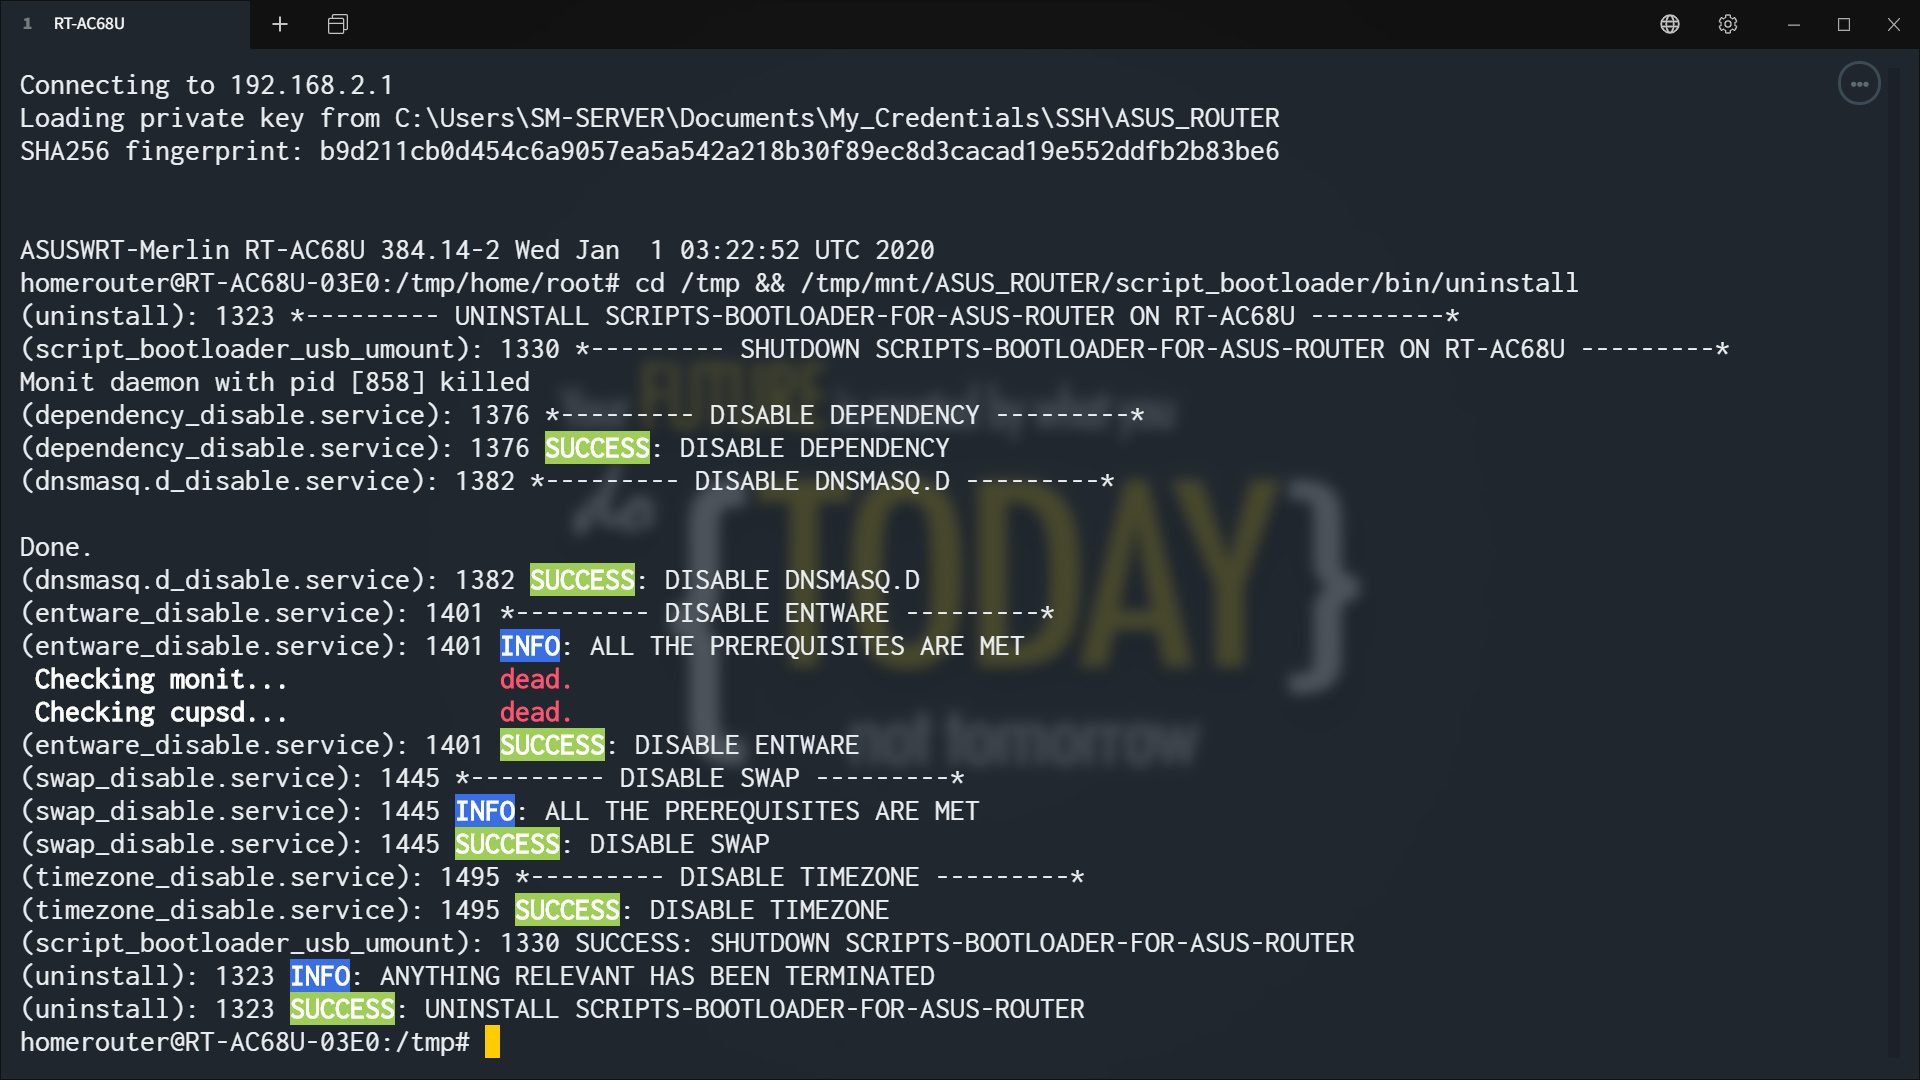 1 RT-AC68U
Connecting to 192.168.2.1
Loading private key from C:\Users\SM-SERVER\Documents\My_Credentials\SSH\ASUS_ROUTER
SHA256 fingerprint: b9d211cb0d454c6a9057ea5a542a218b30f89ec8d3cacad19e552ddfb2b83be6
ASUSWRT-Merlin RT-AC68U 384.14-2 Wed Jan  1 03:22:52 UTC 2020
homerouter@RT-AC68U-03E0:/tmp/home/root# cd /tmp && /tmp/mnt/ASUS_ROUTER/script_bootloader/bin/uninstall
(uninstall): 1323 *--------- UNINSTALL SCRIPTS-BOOTLOADER-FOR-ASUS-ROUTER ON RT-AC68U ---------*
(script_bootloader_usb_umount): 1330 *--------- SHUTDOWN SCRIPTS-BOOTLOADER-FOR-ASUS-ROUTER ON RT-AC68U ---------*
Monit daemon with pid [858] killed
(dependency_disable.service): 1376 *--------- DISABLE DEPENDENCY ---------*
(dependency_disable.service): 1376 SUCCESS: DISABLE DEPENDENCY
(dnsmasq.d_disable.service): 1382 *--------- DISABLE DNSMASQ.D ---------*
Done.
(dnsmasq.d_disable.service): 1382 SUCCESS: DISABLE DNSMASQ.D
(entware_disable.service): 1401 *--------- DISABLE ENTWARE ---------*
(entware_disable.service): 1401 INFO: ALL THE PREREQUISITES ARE MET
Checking monit... dead.
Checking cupsd... dead.
(entware_disable.service): 1401 SUCCESS: DISABLE ENTWARE
(swap_disable.service): 1445 *--------- DISABLE SWAP ---------*
(swap_disable.service): 1445 INFO: ALL THE PREREQUISITES ARE MET
(swap_disable.service): 1445 SUCCESS: DISABLE SWAP
(timezone_disable.service): 1495 *--------- DISABLE TIMEZONE ---------*
(timezone_disable.service): 1495 SUCCESS: DISABLE TIMEZONE
(script_bootloader_usb_umount): 1330 SUCCESS: SHUTDOWN SCRIPTS-BOOTLOADER-FOR-ASUS-ROUTER
(uninstall): 1323 INFO: ANYTHING RELEVANT HAS BEEN TERMINATED
(uninstall): 1323 SUCCESS: UNINSTALL SCRIPTS-BOOTLOADER-FOR-ASUS-ROUTER
homerouter@RT-AC68U-03E0:/tmp#
FUTURE
by what you
do {TODAY}
not tomorrow